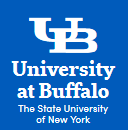 UB
University
at Buffalo
The State University
of New York